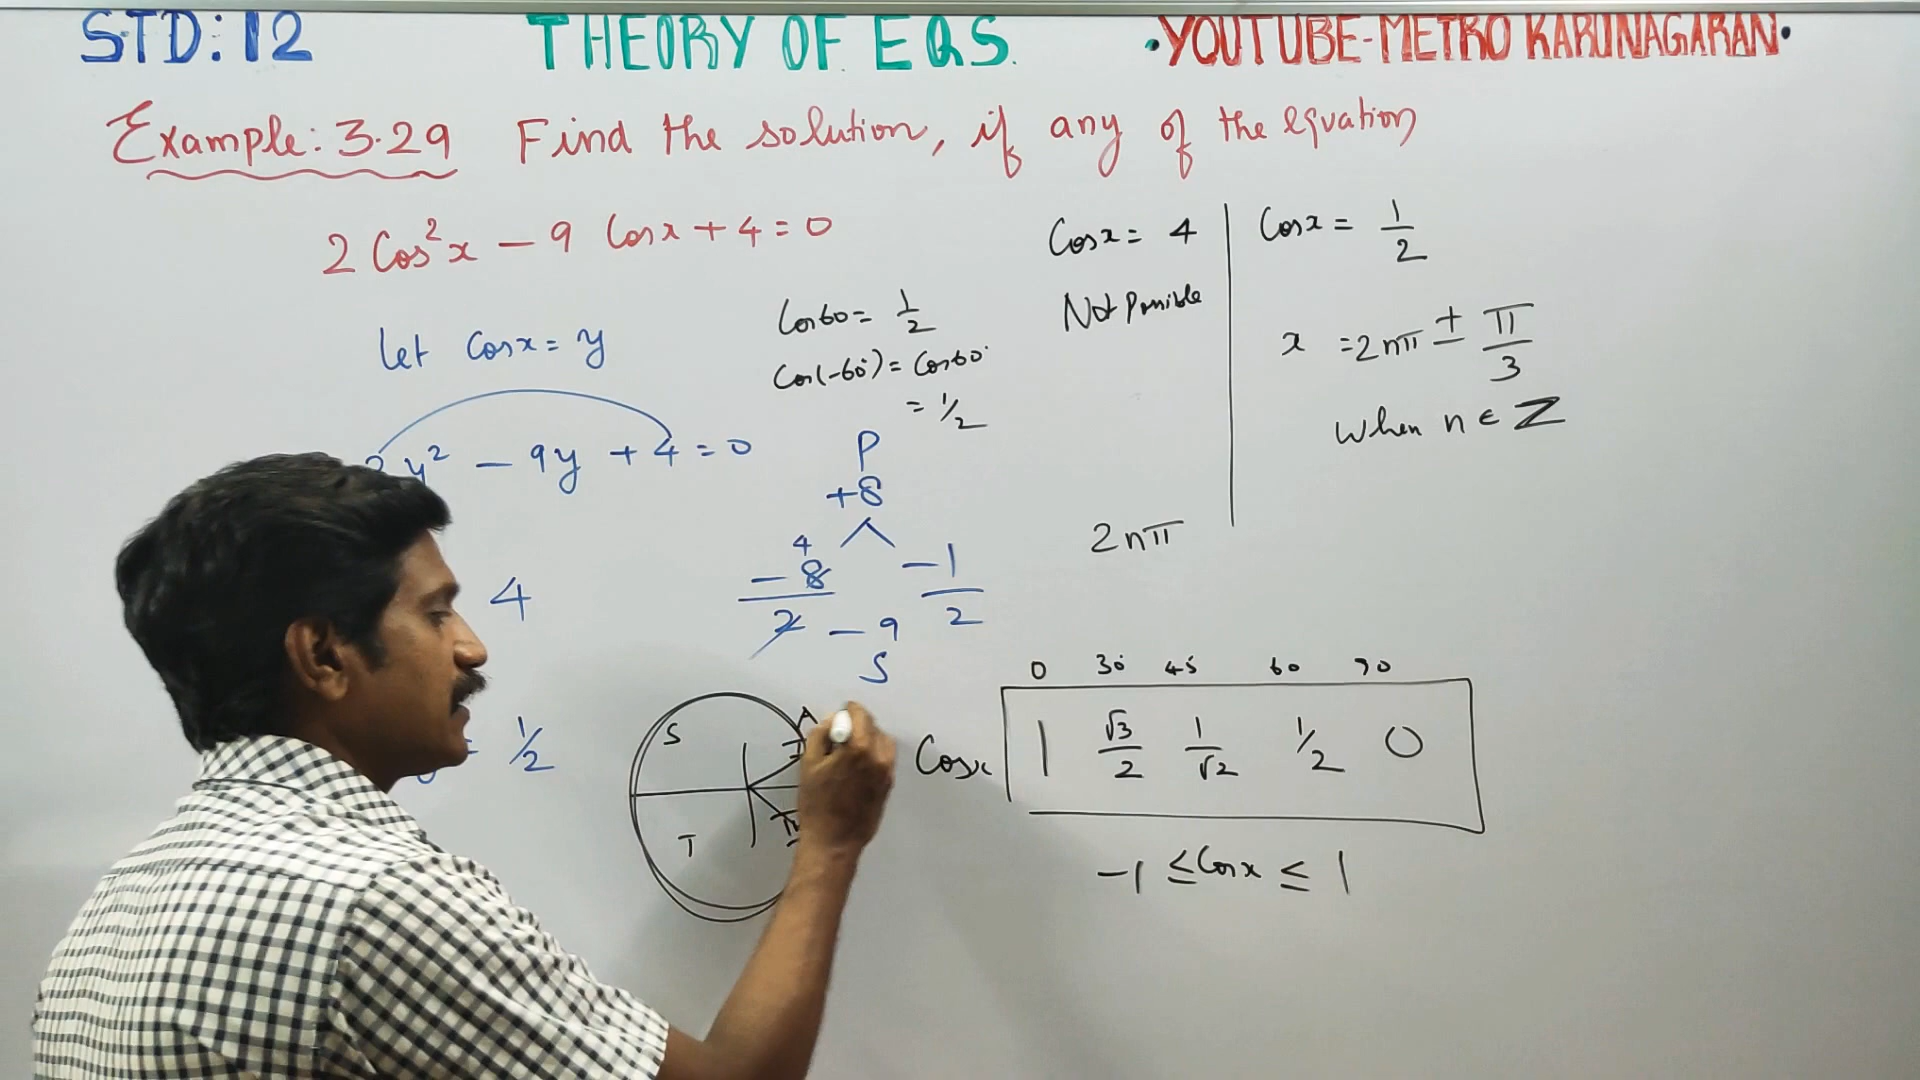 STD: 12 THEORY OF EQS. •YOUTUBE-METRO KARUNAGARAN•
Example: 3.29 Find the solution, if any of the equation
2 Cos²x − 9 Cosx + 4 = 0
let Cosx = y
2y² − 9y + 4 = 0
4
1/2
Cos60 = 1/2
Cos(-60°) = Cos60°
= 1/2
P
+8
4
-8/2 -1/2
-9
S
Cosx = 4
Not Possible
Cosx = 1/2
x = 2nπ ± π/3
When n ∈ Z
2nπ
S A
T
0 30° 45 60 90
Cosx 1 √3/2 1/√2 1/2 0
-1 ≤ Cosx ≤ 1